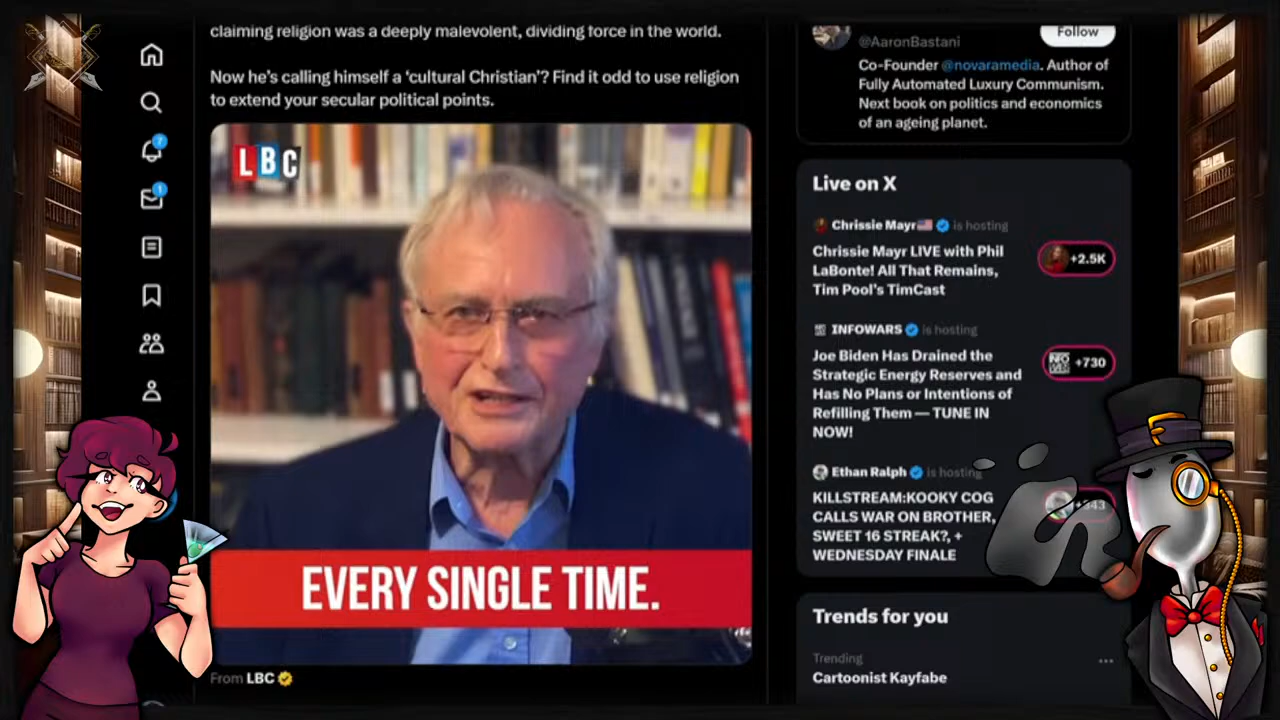 claiming religion was a deeply malevolent, dividing force in the world.
Now he's calling himself a 'cultural Christian'? Find it odd to use religion
to extend your secular political points.
LBC
EVERY SINGLE TIME.
From LBC
7
1
Follow
@AaronBastani
Co-Founder @novaramedia. Author of
Fully Automated Luxury Communism.
Next book on politics and economics
of an ageing planet.
Live on X
Chrissie Mayr is hosting
Chrissie Mayr LIVE with Phil
LaBonte! All That Remains,
Tim Pool's TimCast
+2.5K
INFOWARS is hosting
Joe Biden Has Drained the
Strategic Energy Reserves and
Has No Plans or Intentions of
Refilling Them — TUNE IN
NOW!
+730
Ethan Ralph is hosting
KILLSTREAM:KOOKY COG
CALLS WAR ON BROTHER,
SWEET 16 STREAK?, +
WEDNESDAY FINALE
Trends for you
Trending
Cartoonist Kayfabe